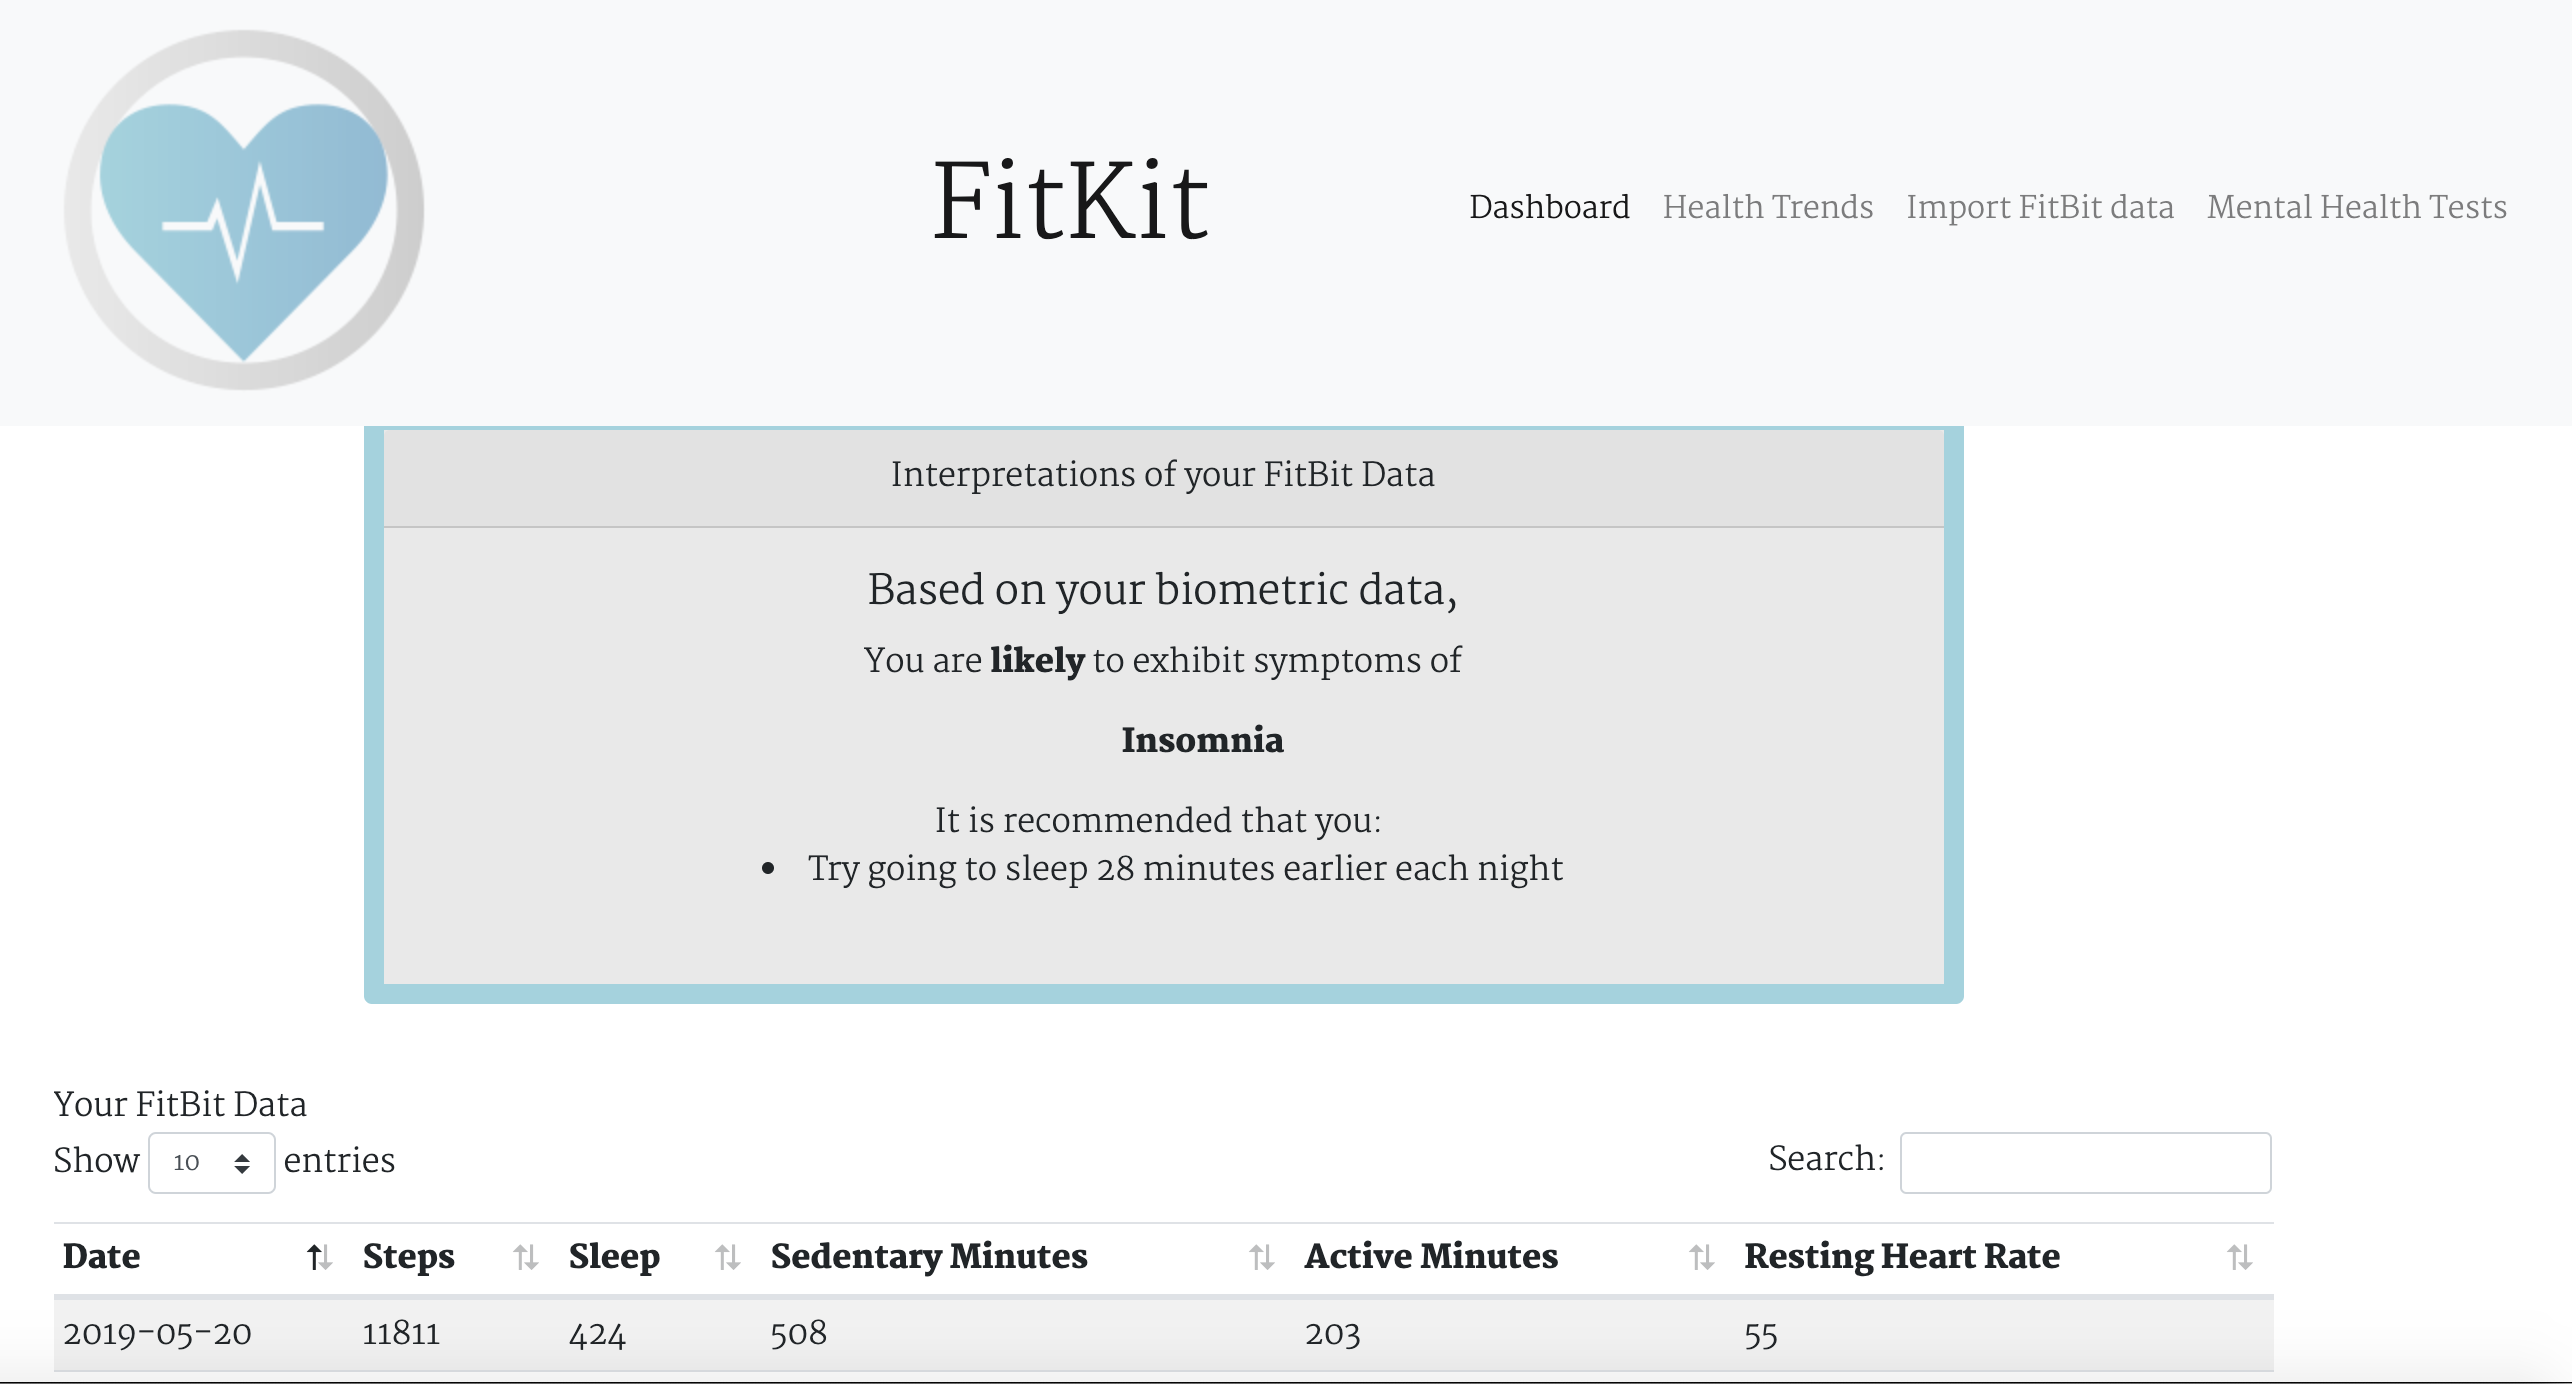 FitKit
Dashboard Health Trends Import FitBit data Mental Health Tests
Interpretations of your FitBit Data
Based on your biometric data,
You are likely to exhibit symptoms of
Insomnia
It is recommended that you:
• Try going to sleep 28 minutes earlier each night
Your FitBit Data
Show 10 entries Search:
Date Steps Sleep Sedentary Minutes Active Minutes Resting Heart Rate
2019-05-20 11811 424 508 203 55